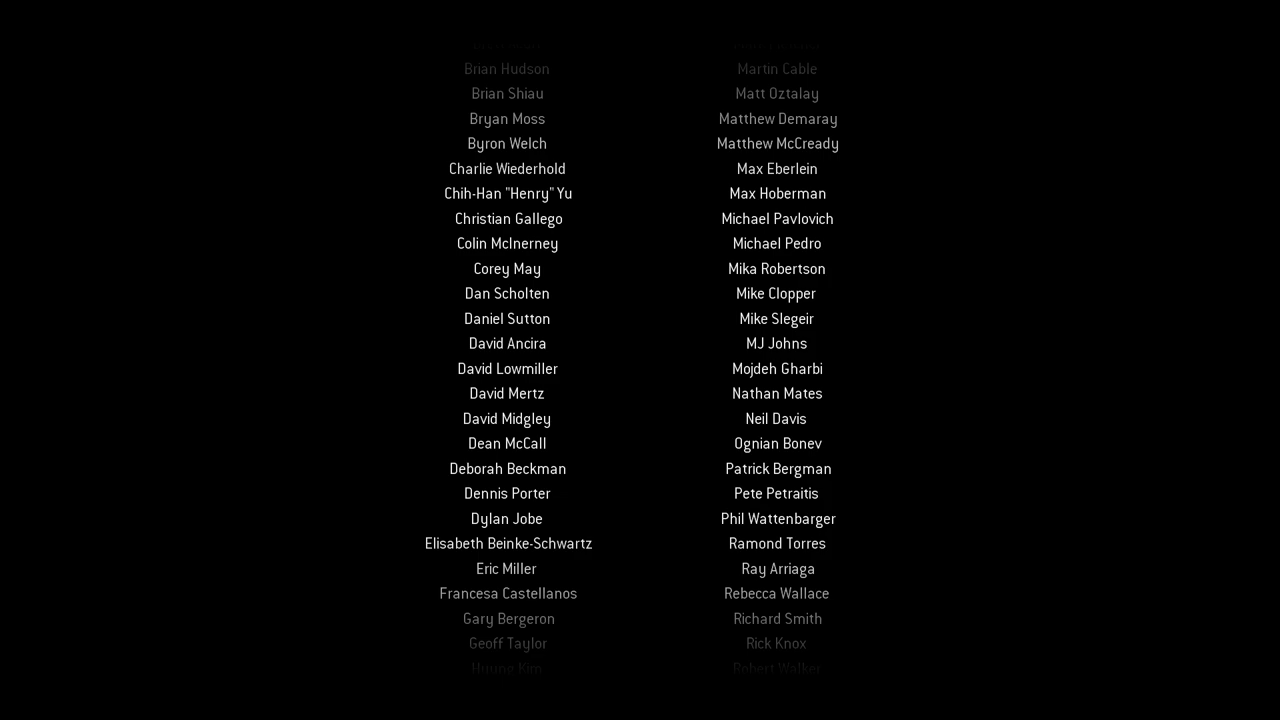 Brian Hudson
Brian Shiau
Bryan Moss
Byron Welch
Charlie Wiederhold
Chih-Han "Henry" Yu
Christian Gallego
Colin McInerney
Corey May
Dan Scholten
Daniel Sutton
David Ancira
David Lowmiller
David Mertz
David Midgley
Dean McCall
Deborah Beckman
Dennis Porter
Dylan Jobe
Elisabeth Beinke-Schwartz
Eric Miller
Francesa Castellanos
Gary Bergeron
Geoff Taylor
Kim
Martin Cable
Matt Oztalay
Matthew Demaray
Matthew McCready
Max Eberlein
Max Hoberman
Michael Pavlovich
Michael Pedro
Mika Robertson
Mike Clopper
Mike Slegeir
MJ Johns
Mojdeh Gharbi
Nathan Mates
Neil Davis
Ognian Bonev
Patrick Bergman
Pete Petraitis
Phil Wattenbarger
Ramond Torres
Ray Arriaga
Rebecca Wallace
Richard Smith
Rick Knox
Robert Walker